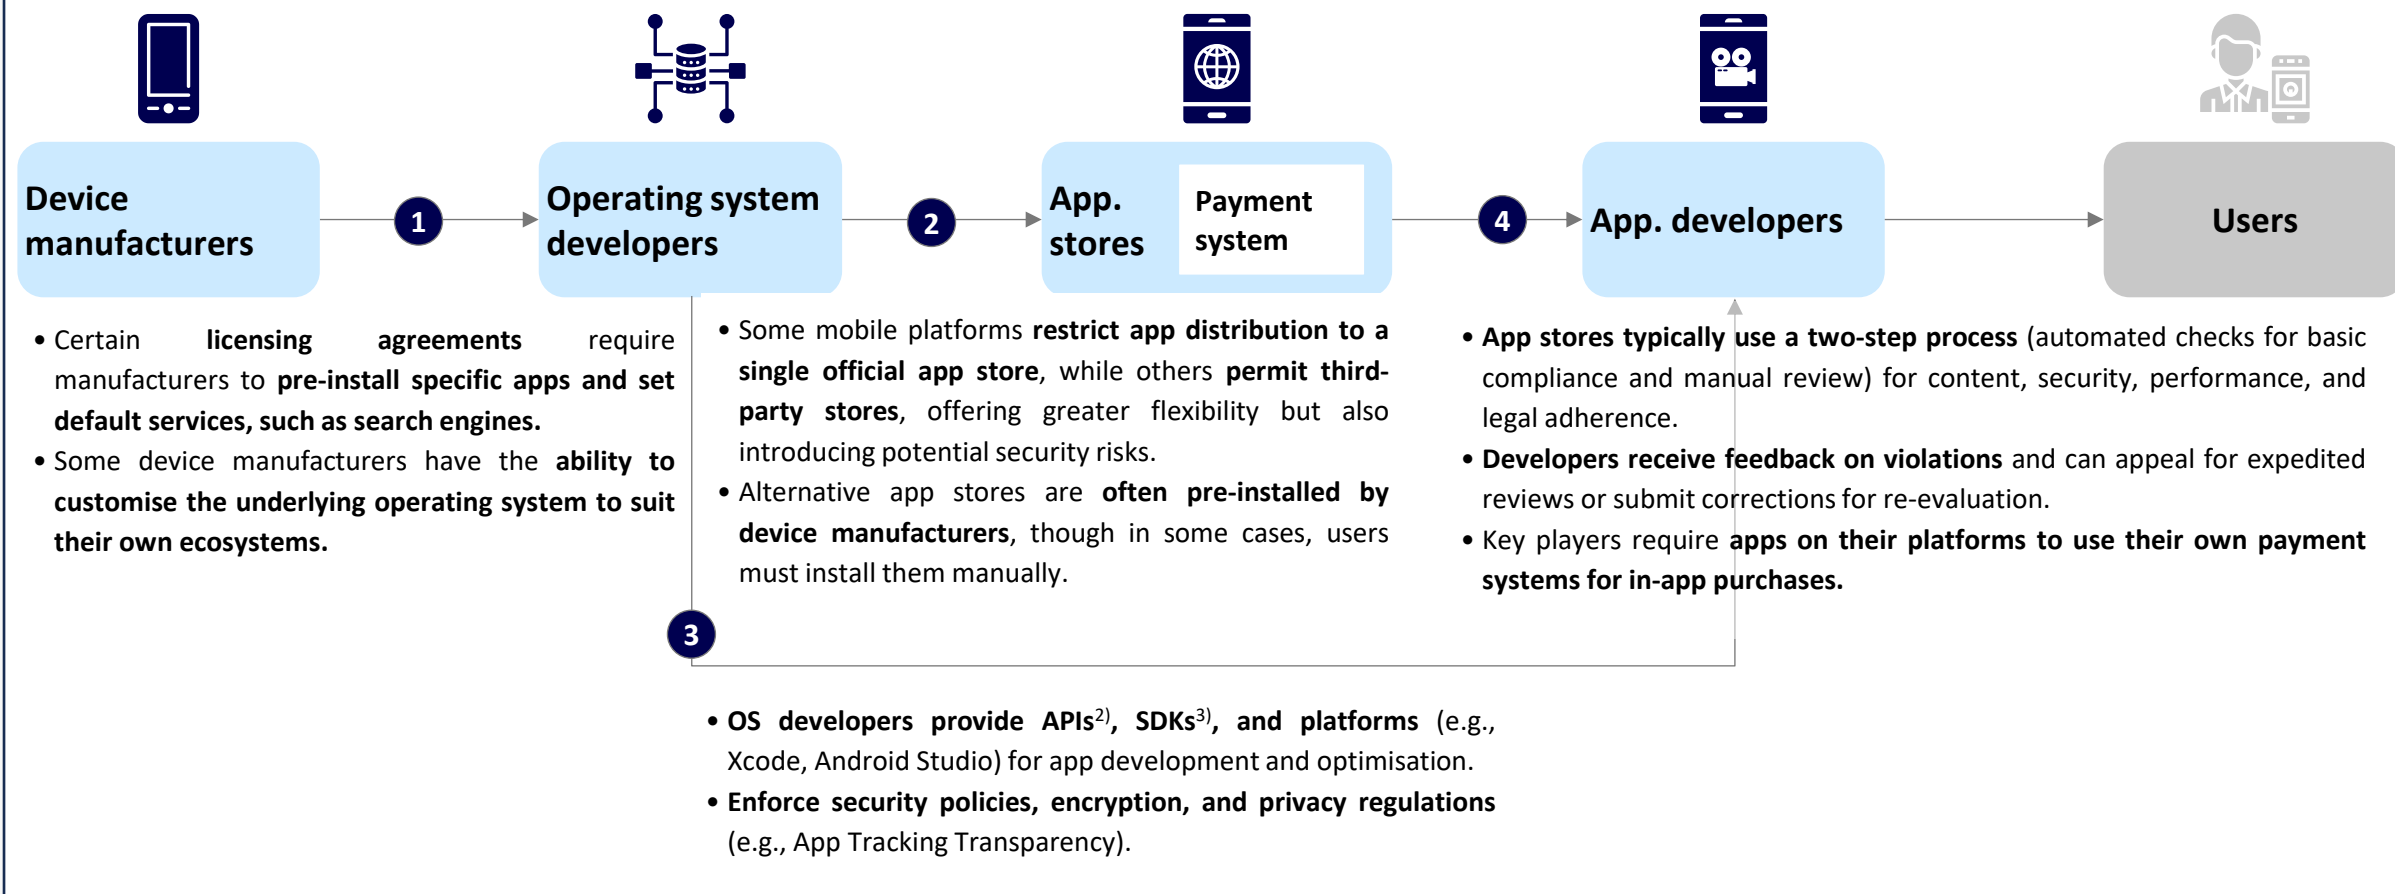 Device
manufacturers
1
Operating system
developers
2
App.
stores
Payment
system
4
App. developers
Users
• Certain licensing agreements require
manufacturers to pre-install specific apps and set
default services, such as search engines.
• Some device manufacturers have the ability to
customise the underlying operating system to suit
their own ecosystems.
• Some mobile platforms restrict app distribution to a
single official app store, while others permit third-
party stores, offering greater flexibility but also
introducing potential security risks.
• Alternative app stores are often pre-installed by
device manufacturers, though in some cases, users
must install them manually.
• App stores typically use a two-step process (automated checks for basic
compliance and manual review) for content, security, performance, and
legal adherence.
• Developers receive feedback on violations and can appeal for expedited
reviews or submit corrections for re-evaluation.
• Key players require apps on their platforms to use their own payment
systems for in-app purchases.
3
• OS developers provide APIs2), SDKs3), and platforms (e.g.,
Xcode, Android Studio) for app development and optimisation.
• Enforce security policies, encryption, and privacy regulations
(e.g., App Tracking Transparency).